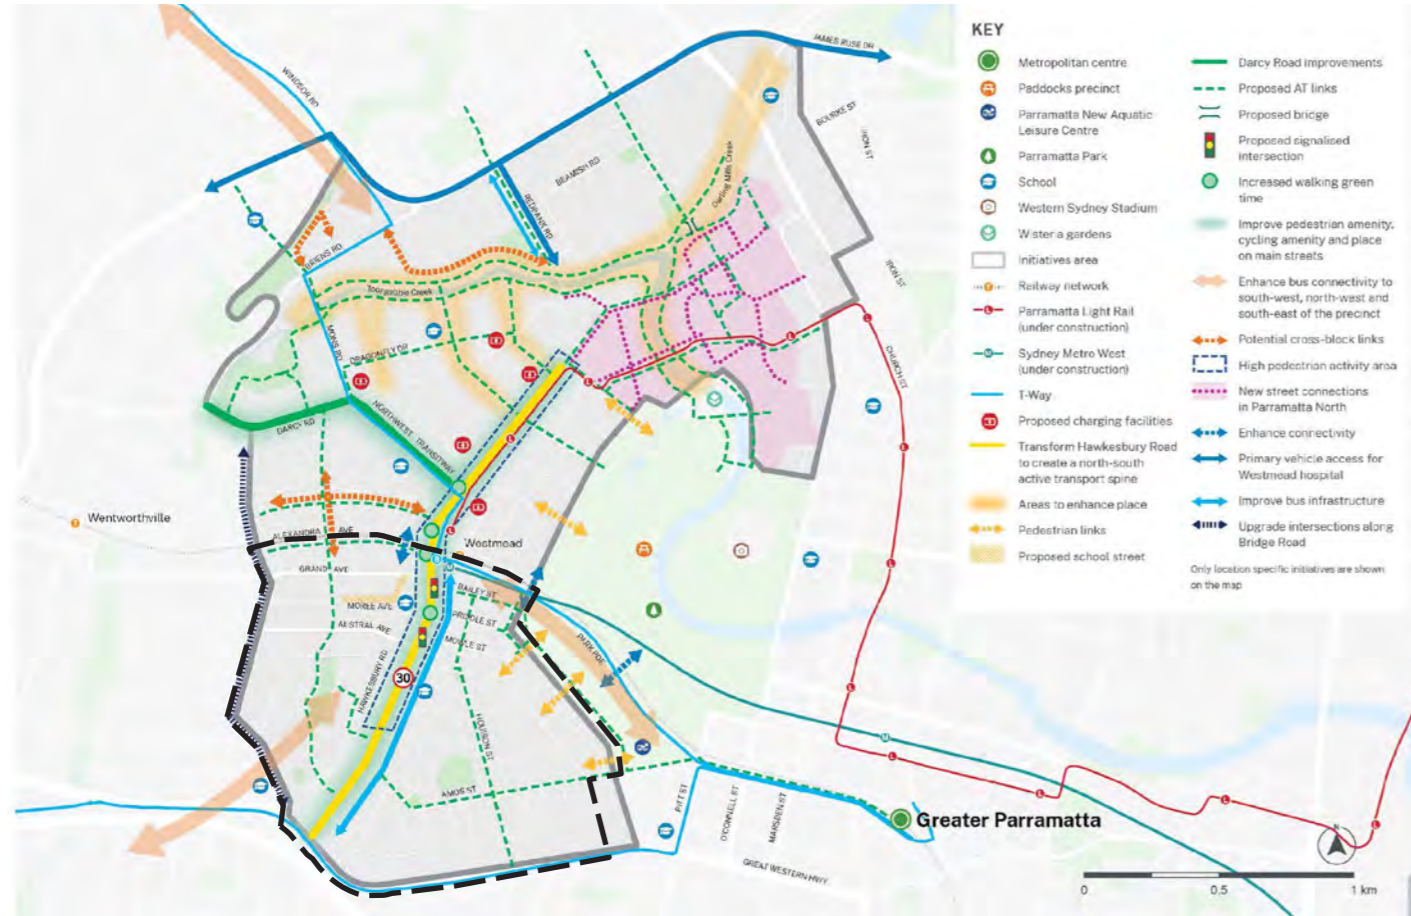 KEY
Metropolitan centre
Paddocks precinct
Parramatta New Aquatic
Leisure Centre
Parramatta Park
School
Western Sydney Stadium
Wisteria gardens
Initiatives area
Railway network
Parramatta Light Rail
(under construction)
Sydney Metro West
(under construction)
T-Way
Proposed charging facilities
Transform Hawkesbury Road
to create a north-south
active transport spine
Areas to enhance place
Pedestrian links
Proposed school street
Darcy Road improvements
Proposed AT links
Proposed bridge
Proposed signalised
intersection
Increased walking green
time
Improve pedestrian amenity,
cycling amenity and place
on main streets
Enhance bus connectivity to
south-west, north-west and
south-east of the precinct
Potential cross-block links
High pedestrian activity area
New street connections
in Parramatta North
Enhance connectivity
Primary vehicle access for
Westmead hospital
Improve bus infrastructure
Upgrade intersections along
Bridge Road
Only location specific initiatives are shown
on the map
JAMES RUSE DR
WINDSOR RD
BOURKE ST
IRON ST
BEAMISH RD
REDBANK RD
Darling Mills Creek
BRIENS RD
IRON ST
Toongabbie Creek
MONS RD
DRAGONFLY DR
CHURCH ST
NORTHWEST TRANSITWAY
DARCY RD
Wentworthville
ALEXANDRA AVE
Westmead
GRAND AVE
BAILEY ST
MOREE AVE
PRIDDLE ST
AUSTRAL AVE
MOWLE ST
PARK PDE
HAWKESBURY RD
30
HOUISON ST
AMOS ST
PITT ST
O'CONNELL ST
MARSDEN ST
Greater Parramatta
GREAT WESTERN HWY
N
0
0.5
1 km